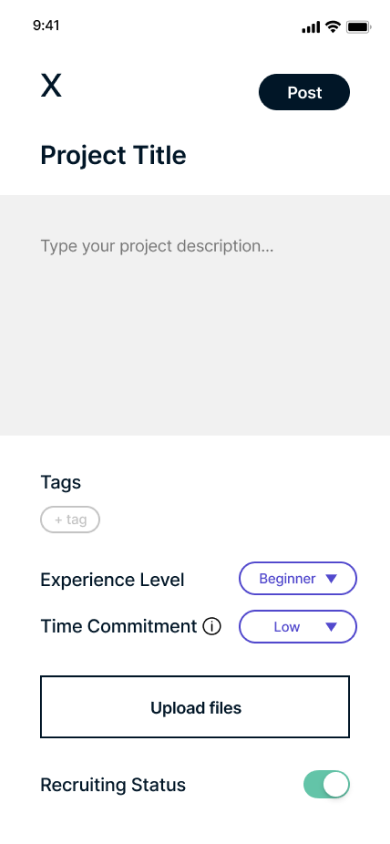 9:41
X
Post
Project Title
Type your project description...
Tags
+ tag
Experience Level
Beginner
Time Commitment
Low
Upload files
Recruiting Status